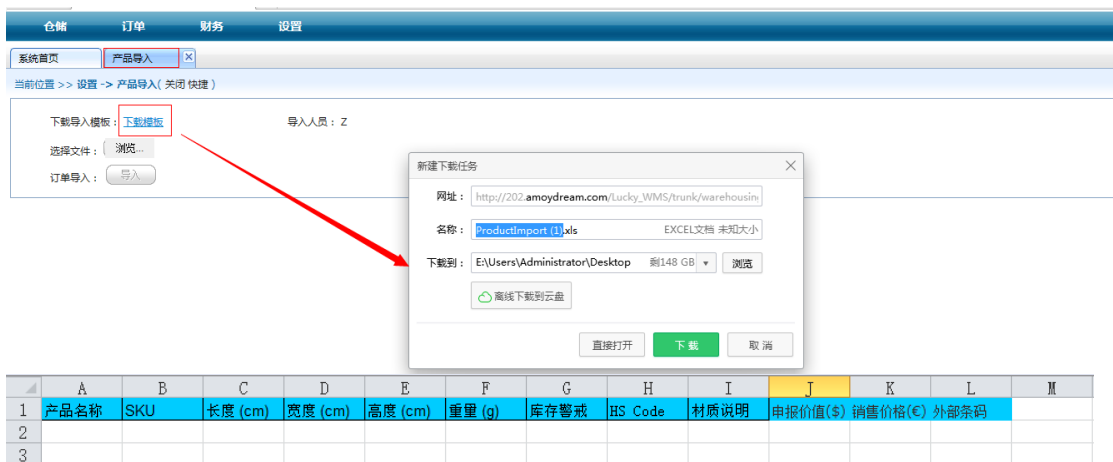 仓储 订单 财务 设置
系统首页 产品导入
当前位置 >> 设置 -> 产品导入( 关闭 快捷 )
下载导入模板： 下载模板 导入人员： Z
选择文件： 浏览...
订单导入： 导入
新建下载任务
网址： http://202.amoydream.com/Lucky_WMS/trunk/warehousin
名称： ProductImport (1).xls EXCEL文档 未知大小
下载到： E:\Users\Administrator\Desktop 剩148 GB 浏览
离线下载到云盘
直接打开 下载 取消
A B C D E F G H I J K L M
1 产品名称 SKU 长度 (cm) 宽度 (cm) 高度 (cm) 重量 (g) 库存警戒 HS Code 材质说明 申报价值($) 销售价格(€) 外部条码
2
3